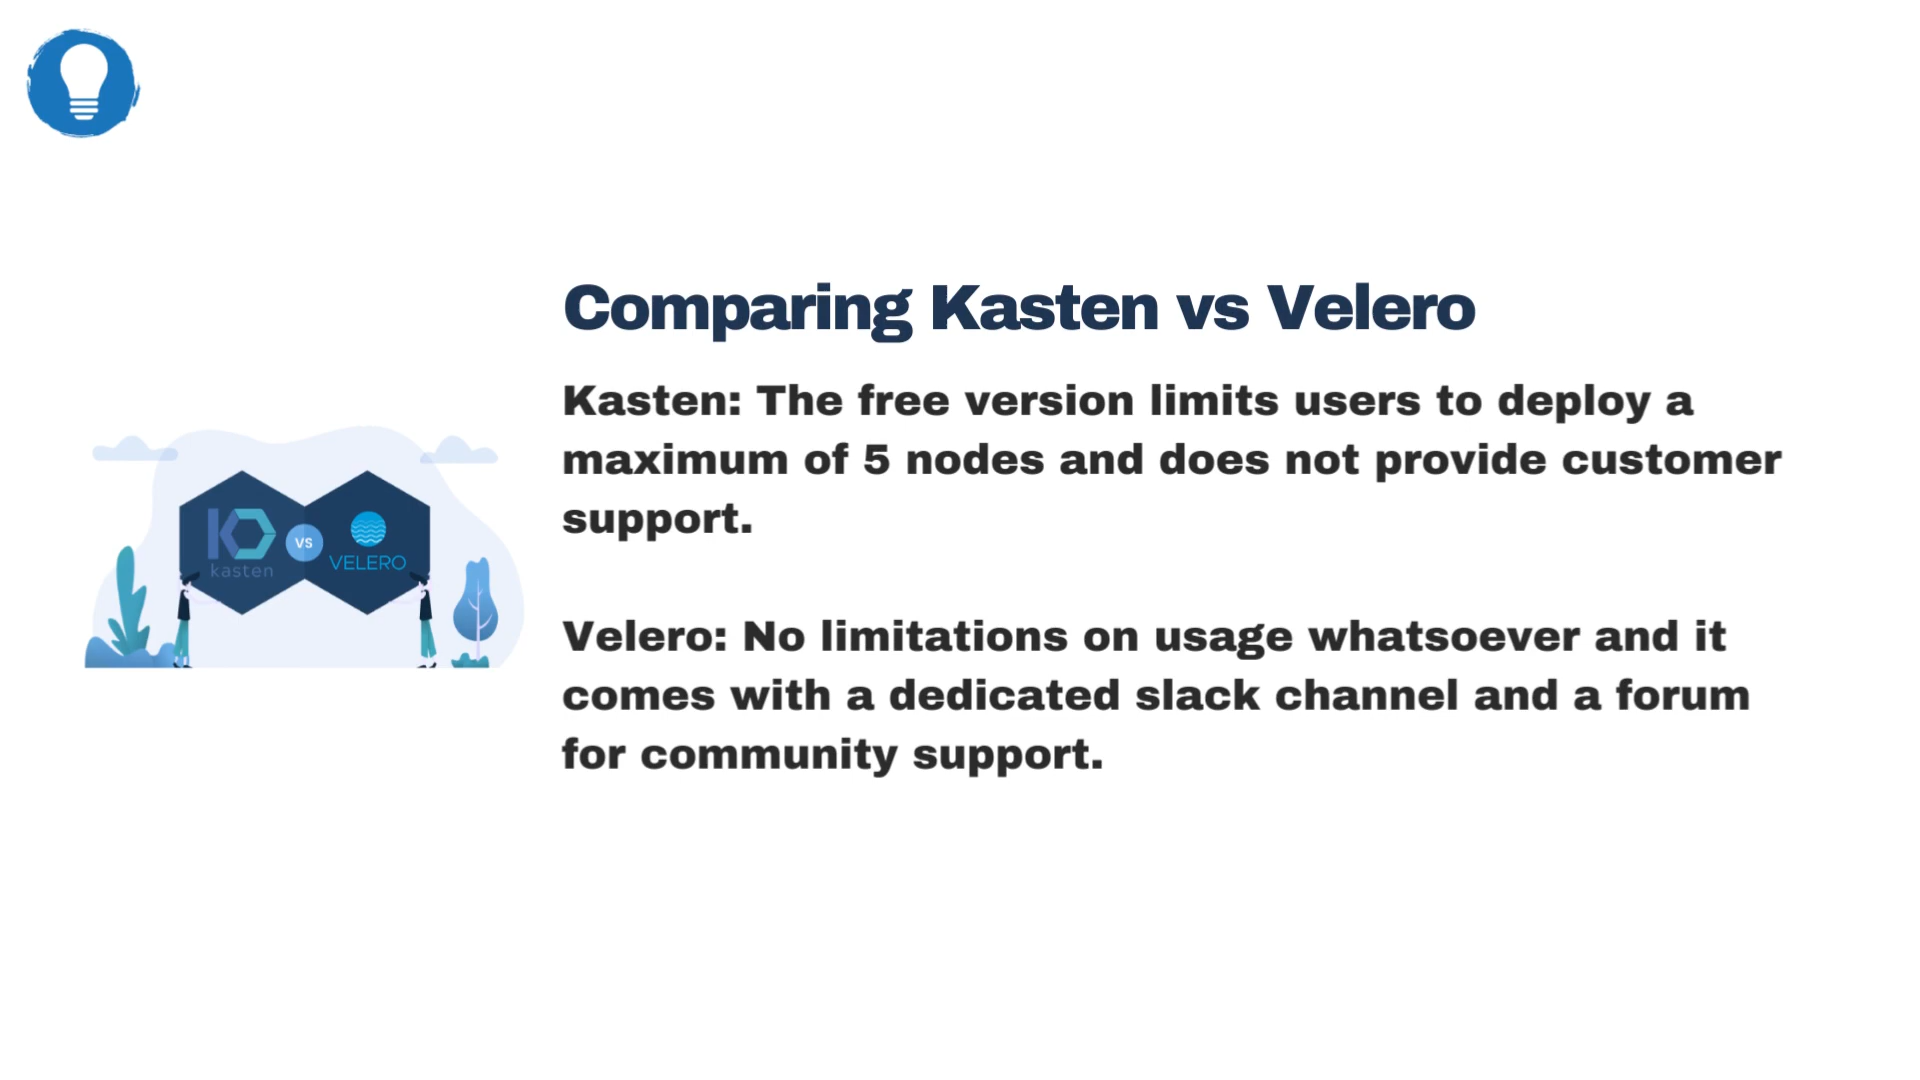 Comparing Kasten vs Velero
Kasten: The free version limits users to deploy a
maximum of 5 nodes and does not provide customer
support.
Velero: No limitations on usage whatsoever and it
comes with a dedicated slack channel and a forum
for community support.
kasten
VS
VELERO